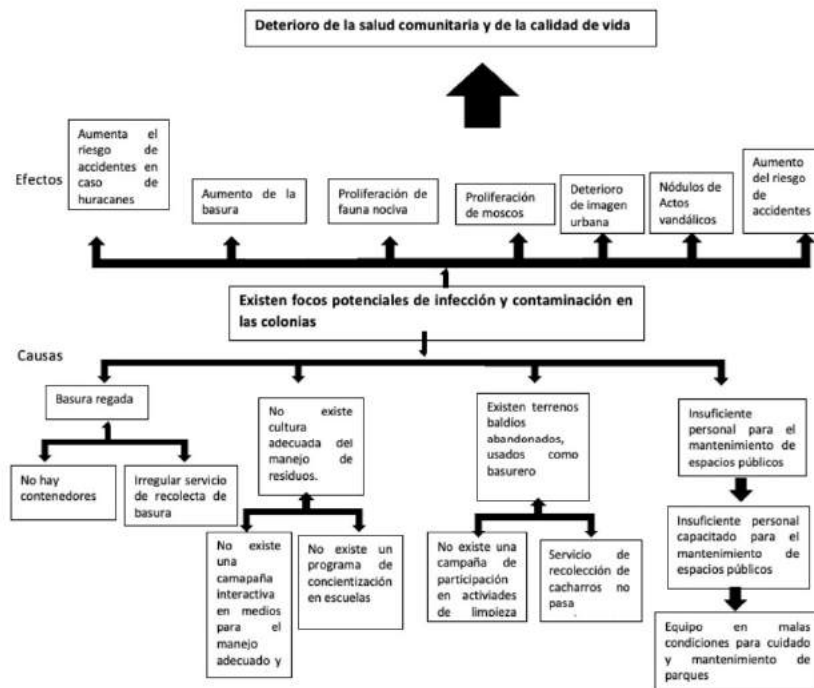 Deterioro de la salud comunitaria y de la calidad de vida
Efectos
Aumenta el
riesgo de
accidentes en
caso de
huracanes
Aumento de la
basura
Proliferación de
fauna nociva
Proliferación
de moscos
Deterioro
de imagen
urbana
Nódulos de
Actos
vandálicos
Aumento
del riesgo
de
accidentes
Existen focos potenciales de infección y contaminación en
las colonias
Causas
Basura regada
No hay
contenedores
Irregular servicio
de recolecta de
basura
No existe
cultura
adecuada del
manejo de
residuos.
No existe
una
camapaña
interactiva
en medios
para el
manejo
adecuado y
No existe un
programa de
concientización
en escuelas
Existen terrenos
baldíos
abandonados,
usados como
basurero
No existe una
campaña de
participación
en activiades
de limpieza
Servicio de
recolección de
cacharros no
pasa
Insuficiente
personal para el
mantenimiento de
espacios públicos
Insuficiente personal
capacitado para el
mantenimiento de
espacios públicos
Equipo en malas
condiciones para cuidado
y mantenimiento de
parques